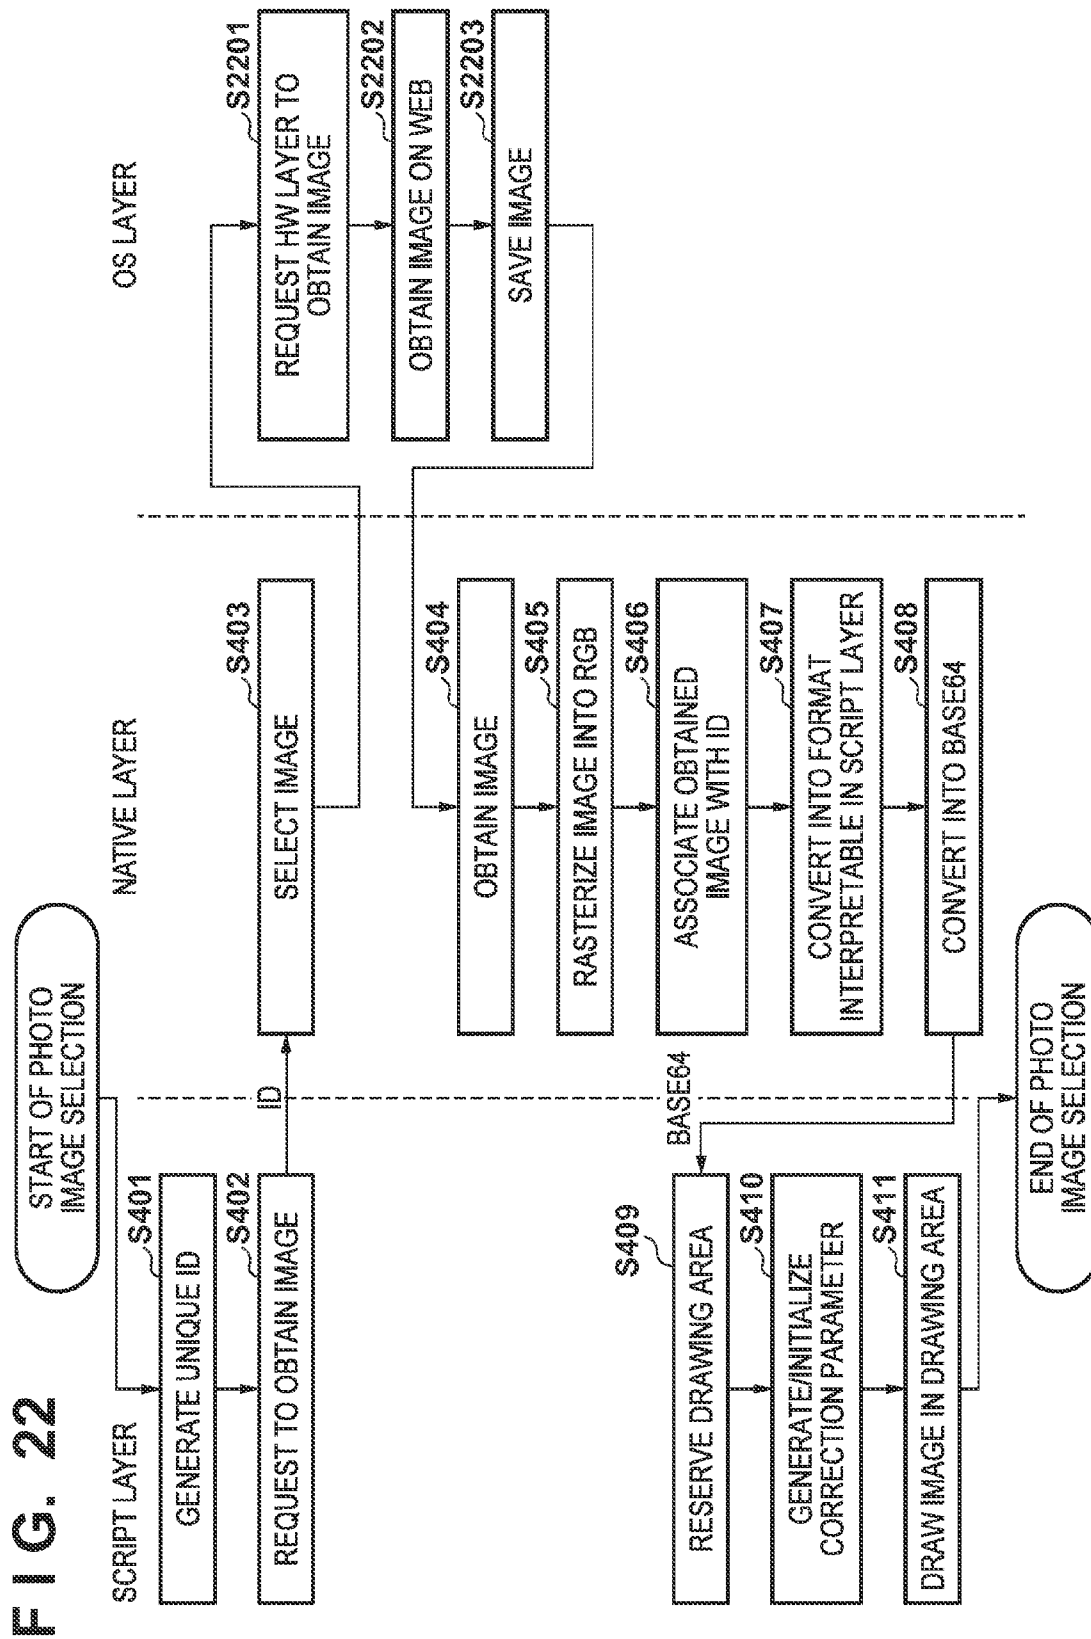 FIG. 22
START OF PHOTO
IMAGE SELECTION
SCRIPT LAYER
NATIVE LAYER
OS LAYER
S401
GENERATE UNIQUE ID
S402
REQUEST TO OBTAIN IMAGE
ID
S403
SELECT IMAGE
S2201
REQUEST HW LAYER TO
OBTAIN IMAGE
S2202
OBTAIN IMAGE ON WEB
S2203
SAVE IMAGE
S404
OBTAIN IMAGE
S405
RASTERIZE IMAGE INTO RGB
S406
ASSOCIATE OBTAINED
IMAGE WITH ID
S407
CONVERT INTO FORMAT
INTERPRETABLE IN SCRIPT LAYER
S408
CONVERT INTO BASE64
BASE64
S409
RESERVE DRAWING AREA
S410
GENERATE/INITIALIZE
CORRECTION PARAMETER
S411
DRAW IMAGE IN DRAWING AREA
END OF PHOTO
IMAGE SELECTION